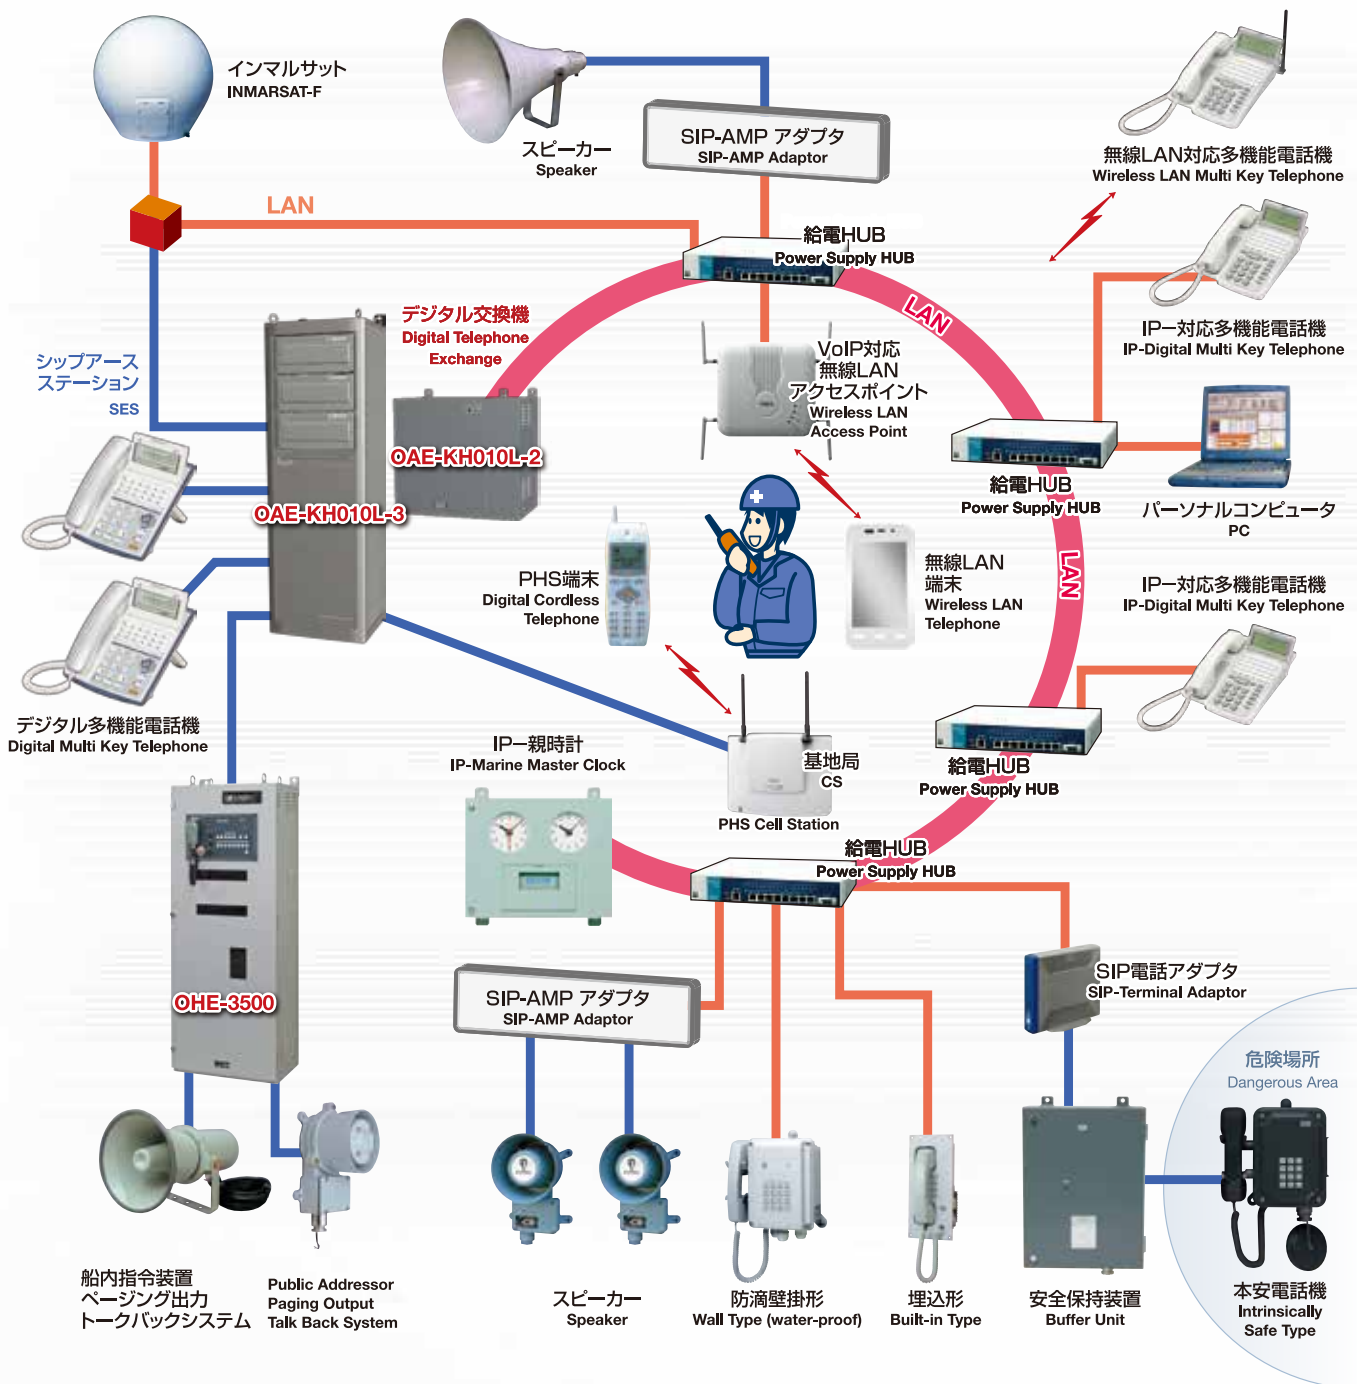 インマルサット
INMARSAT-F
スピーカー
Speaker
SIP-AMP アダプタ
SIP-AMP Adaptor
無線LAN対応多機能電話機
Wireless LAN Multi Key Telephone
LAN
給電HUB
Power Supply HUB
LAN
デジタル交換機
Digital Telephone
Exchange
IP−対応多機能電話機
IP-Digital Multi Key Telephone
シップアース
ステーション
SES
VoIP対応
無線LAN
アクセスポイント
Wireless LAN
Access Point
OAE-KH010L-2
OAE-KH010L-3
給電HUB
Power Supply HUB
パーソナルコンピュータ
PC
PHS端末
Digital Cordless
Telephone
無線LAN
端末
Wireless LAN
Telephone
LAN
IP−対応多機能電話機
IP-Digital Multi Key Telephone
デジタル多機能電話機
Digital Multi Key Telephone
IP−親時計
IP-Marine Master Clock
基地局
CS
PHS Cell Station
給電HUB
Power Supply HUB
給電HUB
Power Supply HUB
OHE-3500
SIP-AMP アダプタ
SIP-AMP Adaptor
SIP電話アダプタ
SIP-Terminal Adaptor
危険場所
Dangerous Area
船内指令装置
ページング出力
トークバックシステム
Public Addressor
Paging Output
Talk Back System
スピーカー
Speaker
防滴壁掛形
Wall Type (water-proof)
埋込形
Built-in Type
安全保持装置
Buffer Unit
本安電話機
Intrinsically
Safe Type